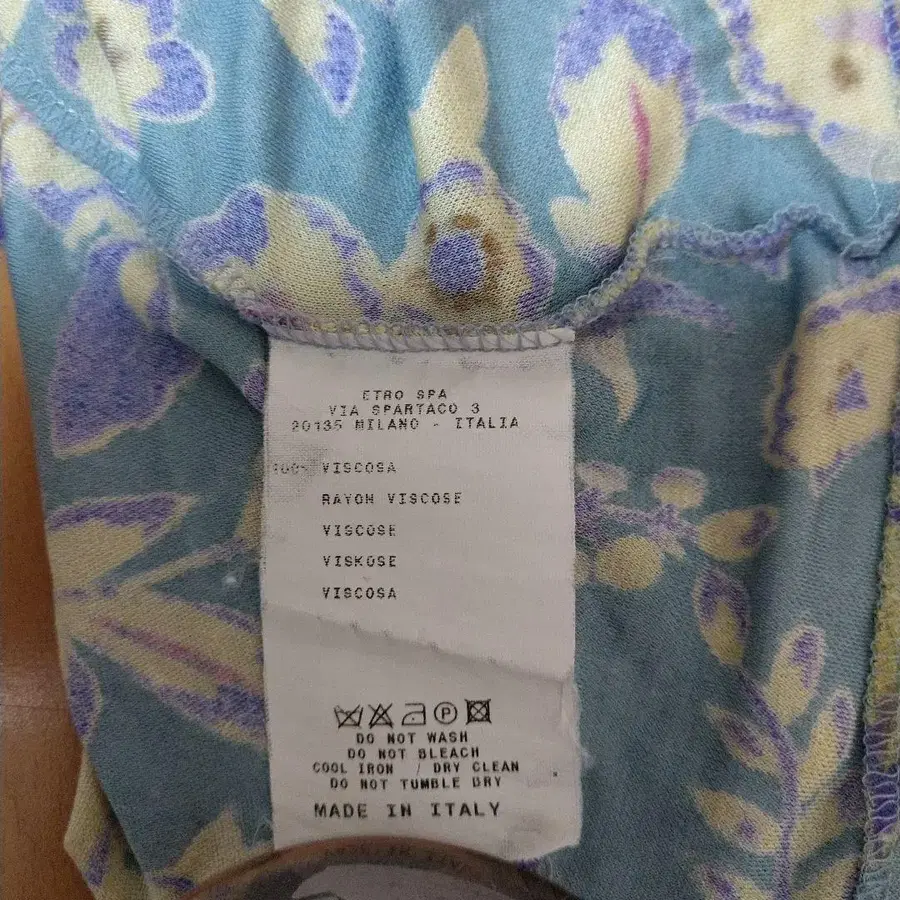 ETRO SPA
VIA SPARTACO 3
20135 MILANO - ITALIA
100% VISCOSA
RAYON VISCOSE
VISCOSE
VISKOSE
VISCOSA
P
DO NOT WASH
DO NOT BLEACH
COOL IRON / DRY CLEAN
DO NOT TUMBLE DRY
MADE IN ITALY